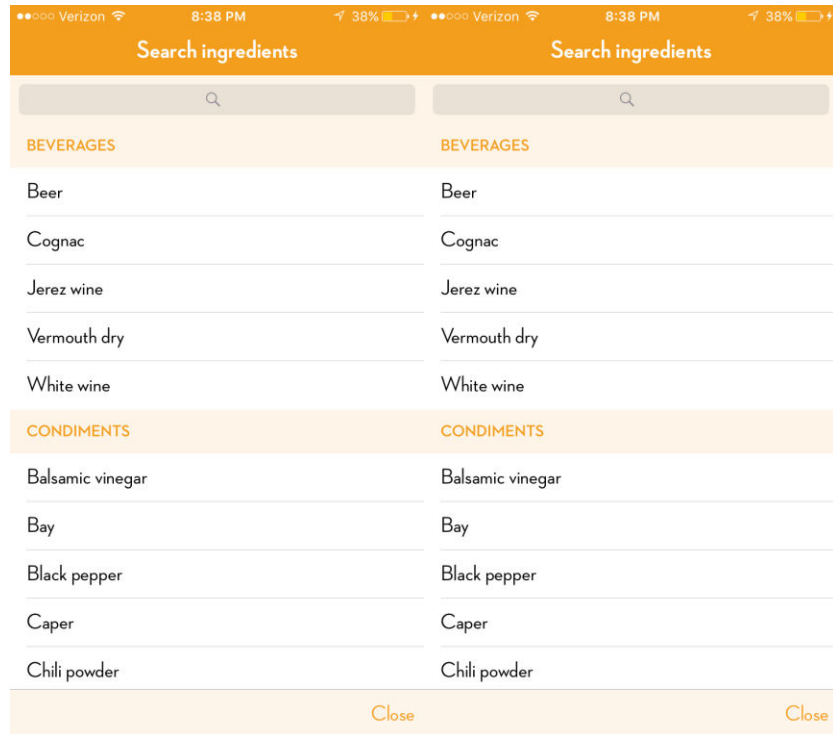 Verizon 8:38 PM 38%
Search ingredients
BEVERAGES
Beer
Cognac
Jerez wine
Vermouth dry
White wine
CONDIMENTS
Balsamic vinegar
Bay
Black pepper
Caper
Chili powder
Close
Verizon 8:38 PM 38%
Search ingredients
BEVERAGES
Beer
Cognac
Jerez wine
Vermouth dry
White wine
CONDIMENTS
Balsamic vinegar
Bay
Black pepper
Caper
Chili powder
Close